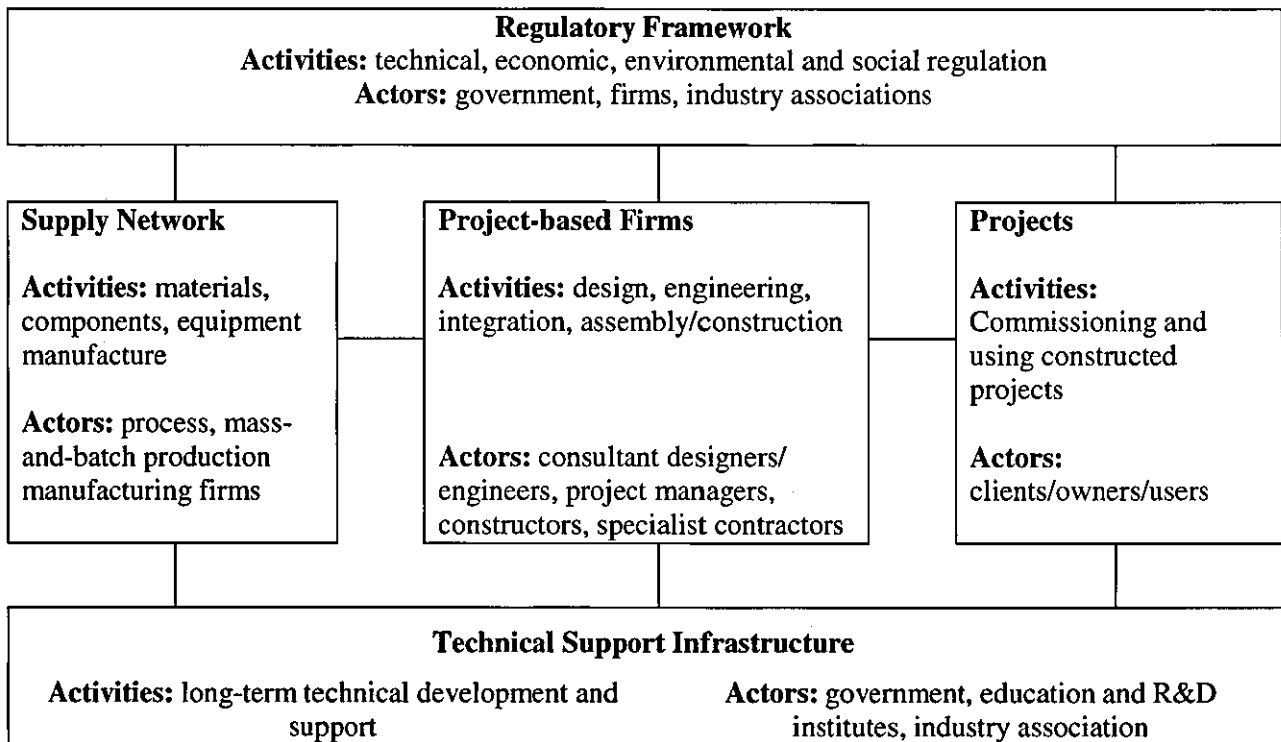 Regulatory Framework
Activities: technical, economic, environmental and social regulation
Actors: government, firms, industry associations
Supply Network
Activities: materials,
components, equipment
manufacture
Actors: process, mass-
and-batch production
manufacturing firms
Project-based Firms
Activities: design, engineering,
integration, assembly/construction
Actors: consultant designers/
engineers, project managers,
constructors, specialist contractors
Projects
Activities:
Commissioning and
using constructed
projects
Actors:
clients/owners/users
Technical Support Infrastructure
Activities: long-term technical development and
support
Actors: government, education and R&D
institutes, industry association